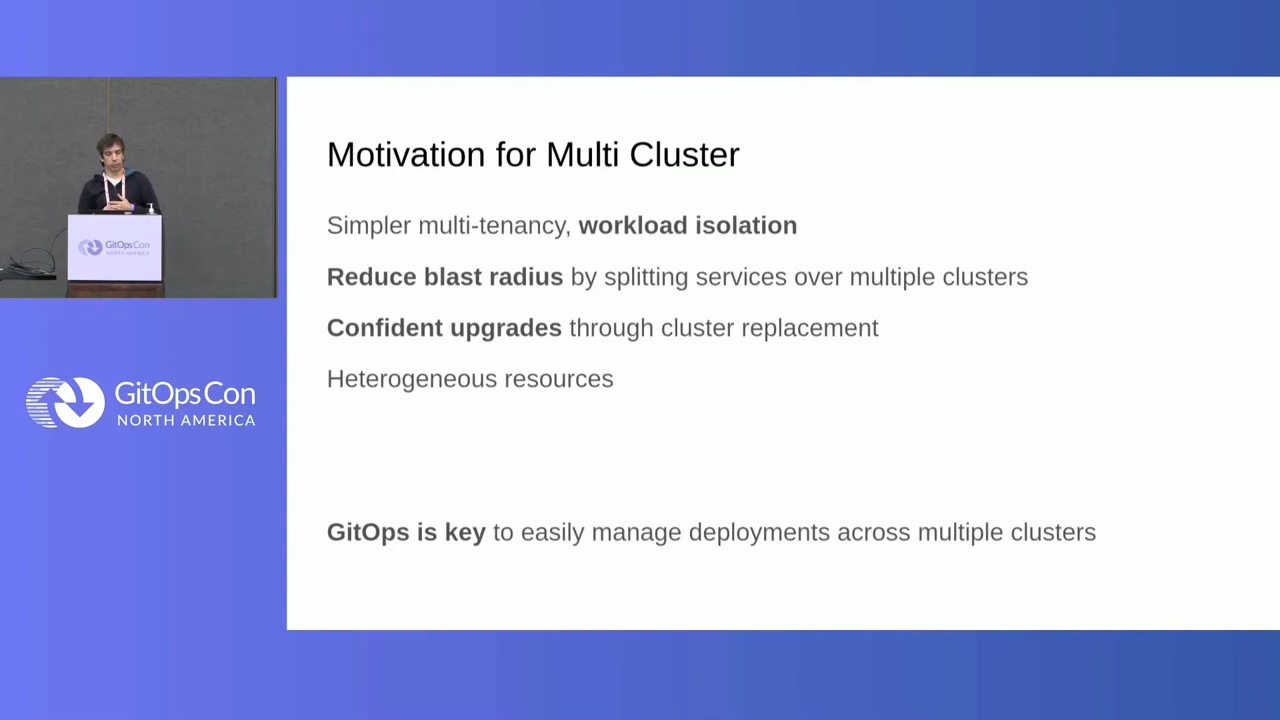 Motivation for Multi Cluster
Simpler multi-tenancy, workload isolation
Reduce blast radius by splitting services over multiple clusters
Confident upgrades through cluster replacement
Heterogeneous resources
GitOps is key to easily manage deployments across multiple clusters
GitOpsCon
NORTH AMERICA
GitOpsCon
NORTH AMERICA